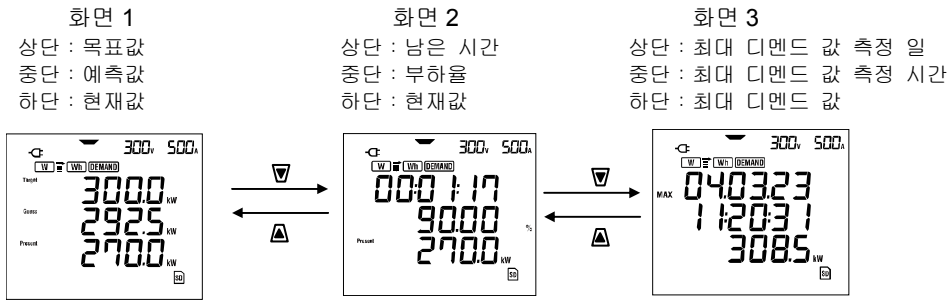 화면 1
상단 : 목표값
중단 : 예측값
하단 : 현재값
300v 500A
W Wh DEMAND
Target 300.0 kW
Guess 292.5 kW
Present 270.0 kW
SD
화면 2
상단 : 남은 시간
중단 : 부하율
하단 : 현재값
300v 500A
W Wh DEMAND
00:01:17
90.00 %
Present 270.0 kW
SD
화면 3
상단 : 최대 디멘드 값 측정 일
중단 : 최대 디멘드 값 측정 시간
하단 : 최대 디멘드 값
300v 500A
W Wh DEMAND
MAX 04.03.23
11:20:31
308.5 kW
SD